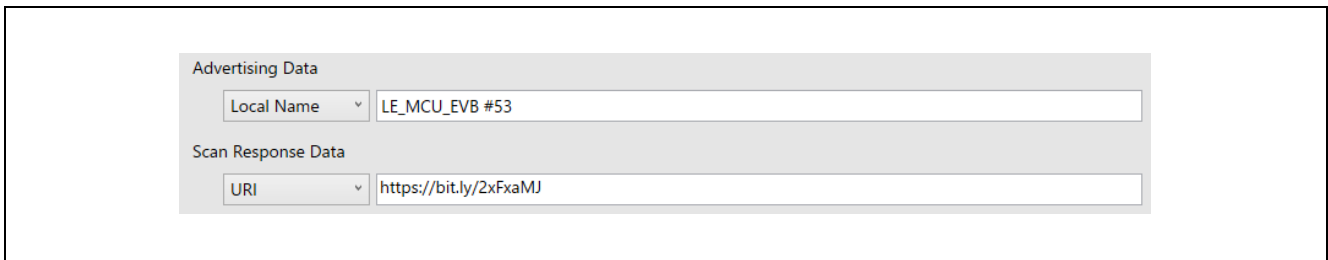 Advertising Data
Local Name LE_MCU_EVB #53
Scan Response Data
URI https://bit.ly/2xFxaMJ